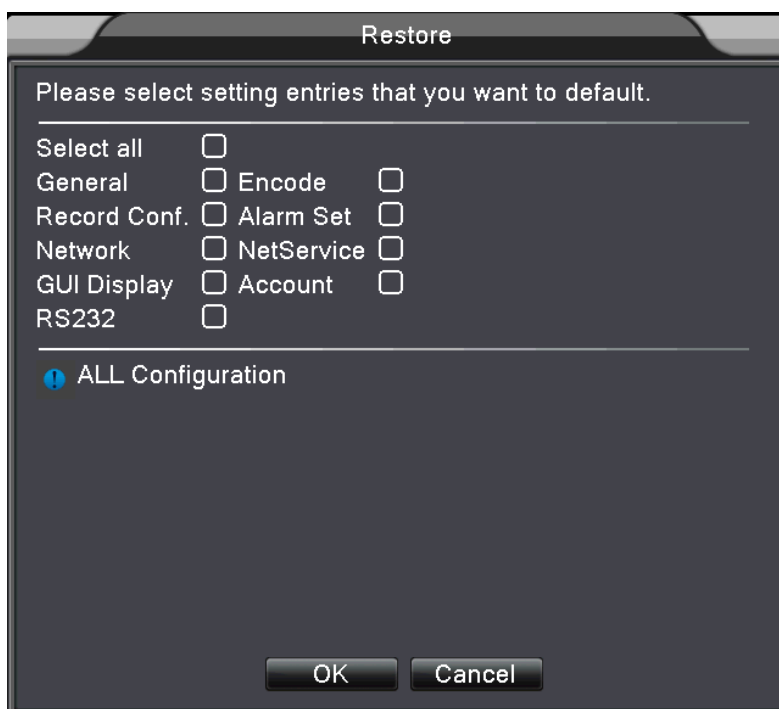 Restore
Please select setting entries that you want to default.
Select all
General Encode
Record Conf. Alarm Set
Network NetService
GUI Display Account
RS232
ALL Configuration
OK Cancel